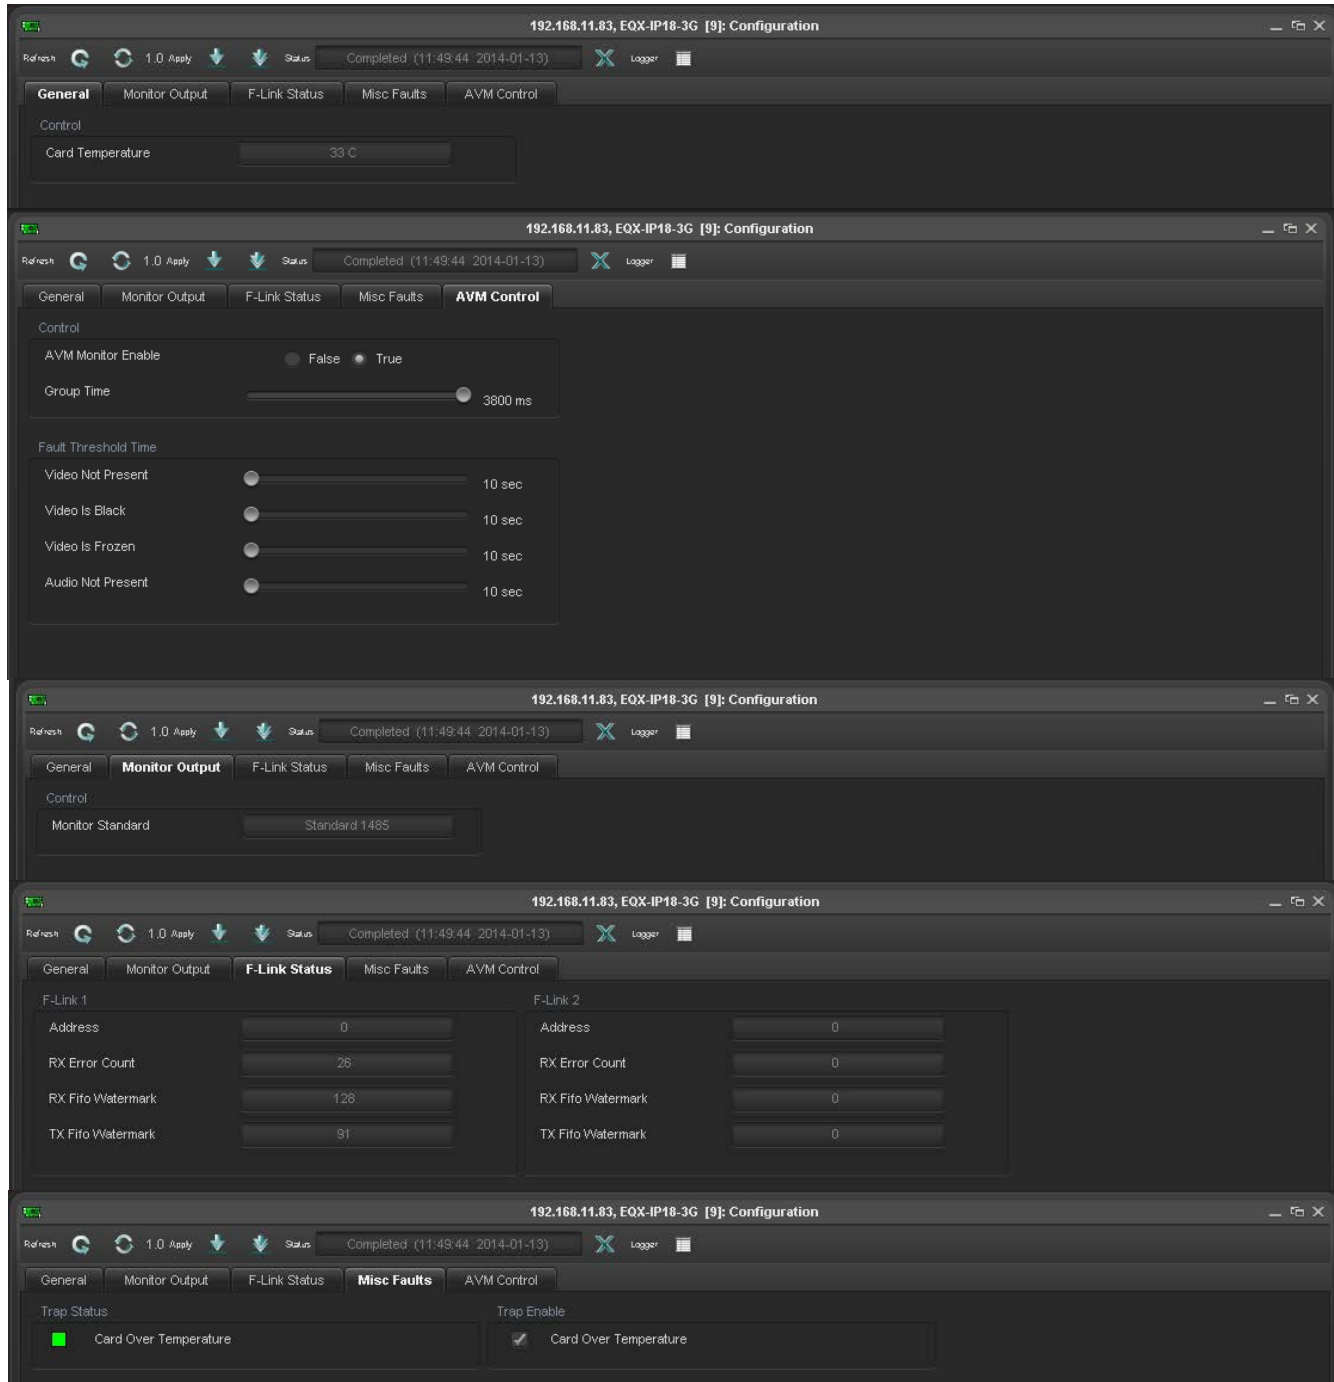 192.168.11.83, EQX-IP18-3G [9]: Configuration
Refresh 1.0 Apply Status Completed (11:49:44 2014-01-13) Logger
General Monitor Output F-Link Status Misc Faults AVM Control
Control
Card Temperature 33 C
192.168.11.83, EQX-IP18-3G [9]: Configuration
Refresh 1.0 Apply Status Completed (11:49:44 2014-01-13) Logger
General Monitor Output F-Link Status Misc Faults AVM Control
Control
AVM Monitor Enable False True
Group Time 3800 ms
Fault Threshold Time
Video Not Present 10 sec
Video Is Black 10 sec
Video Is Frozen 10 sec
Audio Not Present 10 sec
192.168.11.83, EQX-IP18-3G [9]: Configuration
Refresh 1.0 Apply Status Completed (11:49:44 2014-01-13) Logger
General Monitor Output F-Link Status Misc Faults AVM Control
Control
Monitor Standard Standard 1485
192.168.11.83, EQX-IP18-3G [9]: Configuration
Refresh 1.0 Apply Status Completed (11:49:44 2014-01-13) Logger
General Monitor Output F-Link Status Misc Faults AVM Control
F-Link 1 F-Link 2
Address 0 Address 0
RX Error Count 26 RX Error Count 0
RX Fifo Watermark 128 RX Fifo Watermark 0
TX Fifo Watermark 91 TX Fifo Watermark 0
192.168.11.83, EQX-IP18-3G [9]: Configuration
Refresh 1.0 Apply Status Completed (11:49:44 2014-01-13) Logger
General Monitor Output F-Link Status Misc Faults AVM Control
Trap Status Trap Enable
Card Over Temperature Card Over Temperature